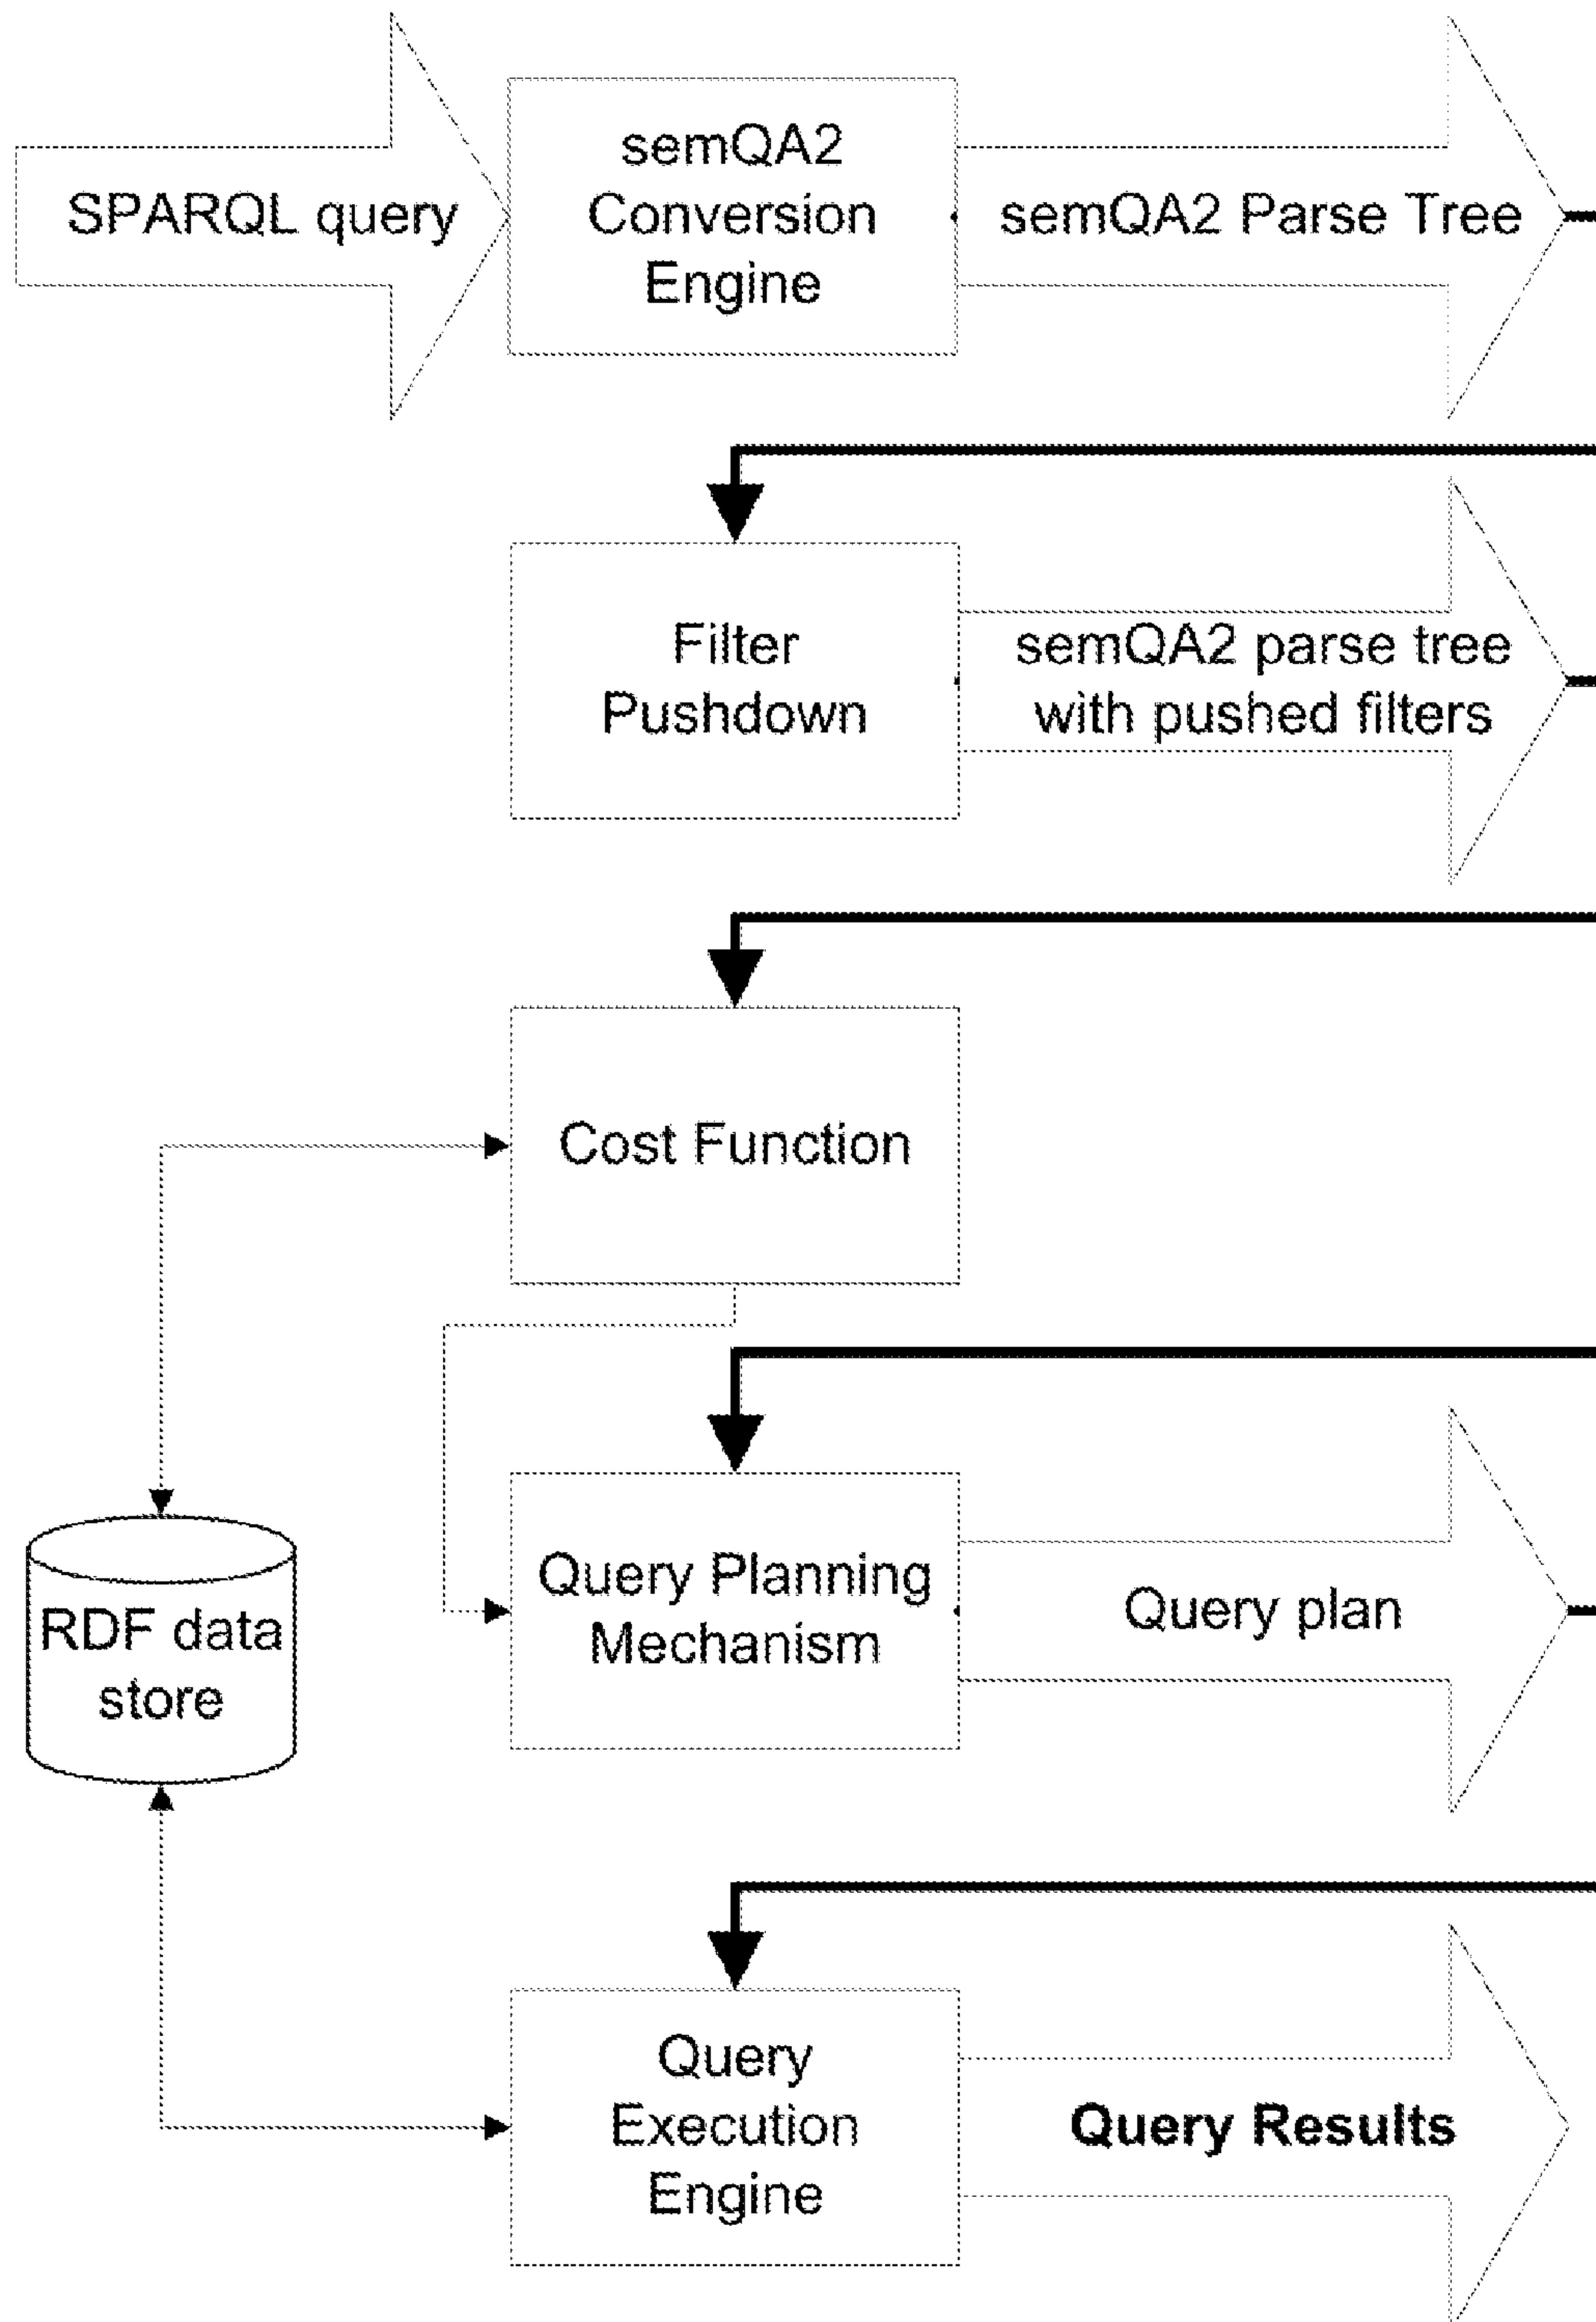 SPARQL query
semQA2
Conversion
Engine
semQA2 Parse Tree
Filter
Pushdown
semQA2 parse tree
with pushed filters
Cost Function
RDF data
store
Query Planning
Mechanism
Query plan
Query
Execution
Engine
Query Results